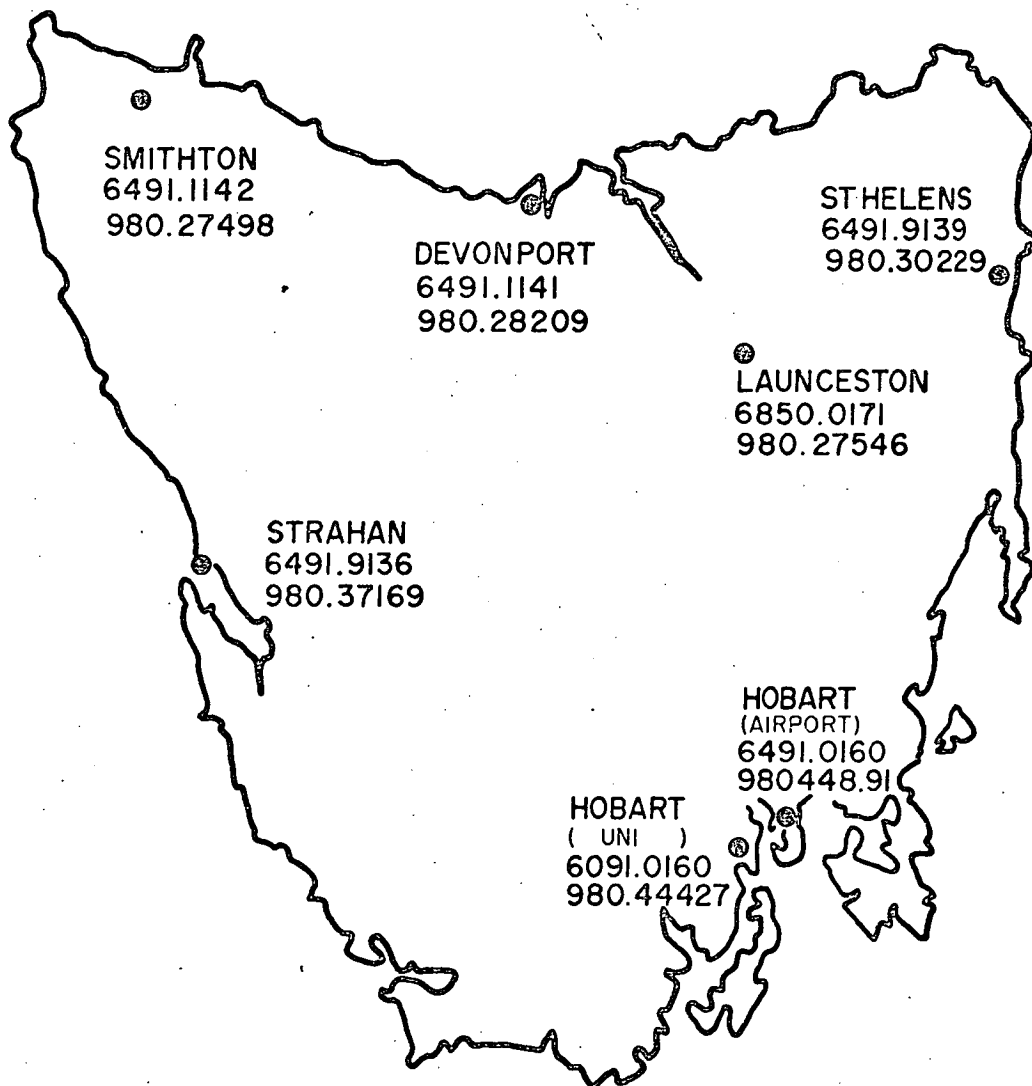 SMITHTON
6491.1142
980.27498
DEVONPORT
6491.1141
980.28209
ST HELENS
6491.9139
980.30229
LAUNCESTON
6850.0171
980.27546
STRAHAN
6491.9136
980.37169
HOBART
(AIRPORT)
6491.0160
980448.91
HOBART
( UNI )
6091.0160
980.44427